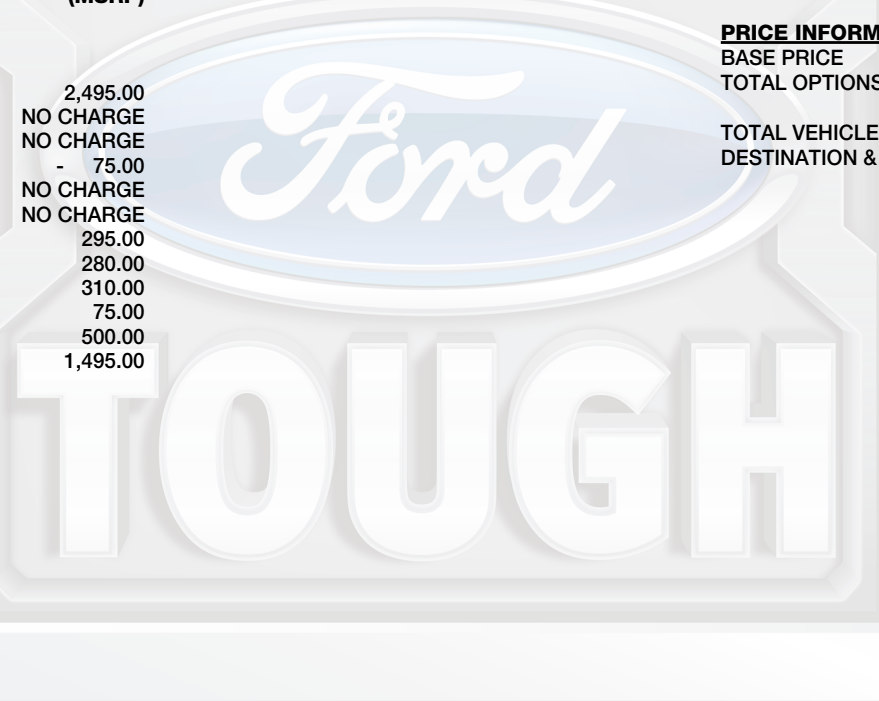 (MSRP)
2,495.00
NO CHARGE
NO CHARGE
- 75.00
NO CHARGE
NO CHARGE
295.00
280.00
310.00
75.00
500.00
1,495.00
PRICE INFORM
BASE PRICE
TOTAL OPTIONS
TOTAL VEHICLE
DESTINATION &
Ford
TOUGH